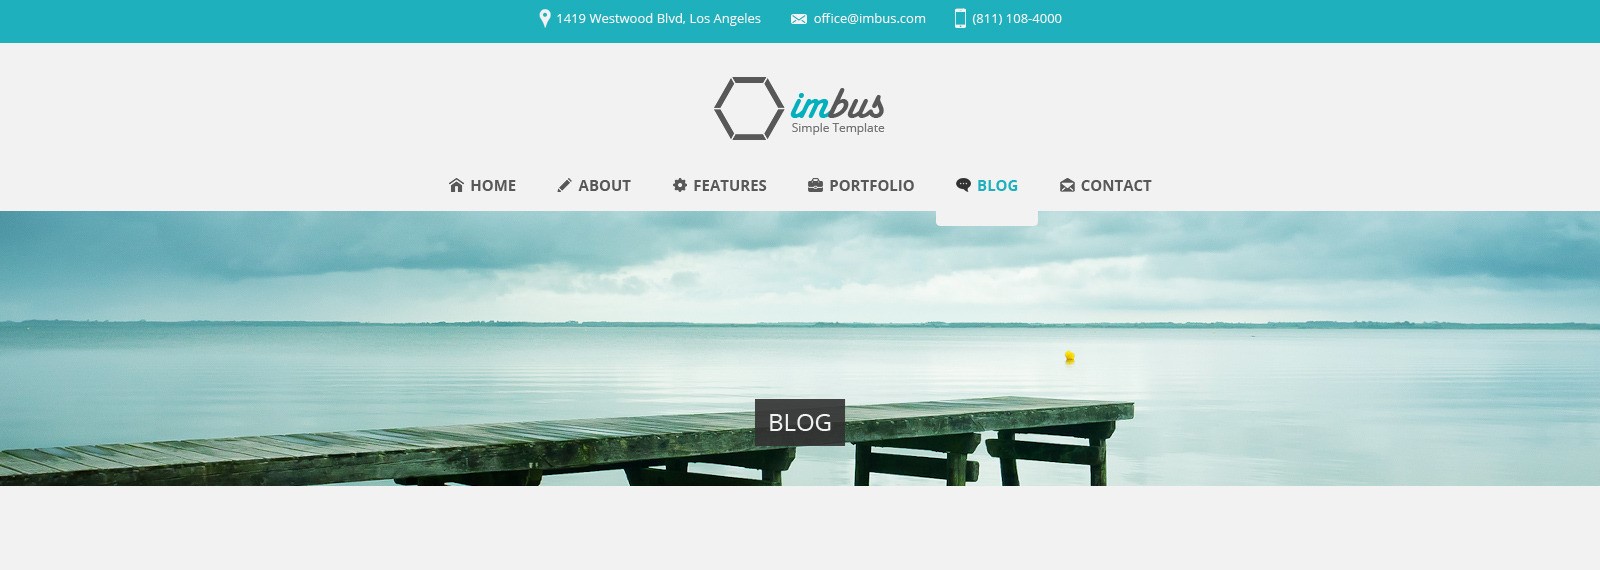 1419 Westwood Blvd, Los Angeles office@imbus.com (811) 108-4000
imbus
Simple Template
HOME ABOUT FEATURES PORTFOLIO BLOG CONTACT
BLOG